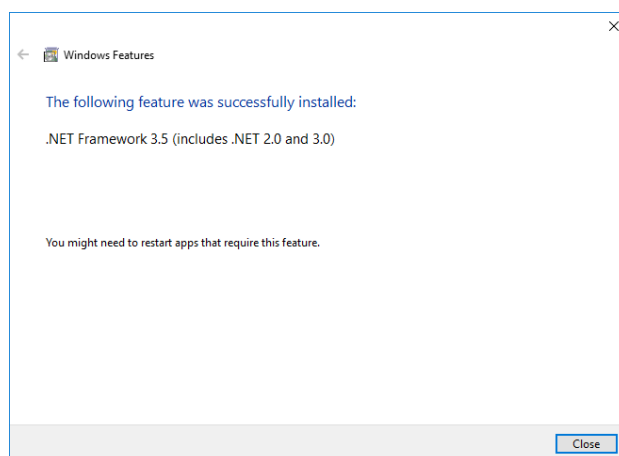 Windows Features
The following feature was successfully installed:
.NET Framework 3.5 (includes .NET 2.0 and 3.0)
You might need to restart apps that require this feature.
Close